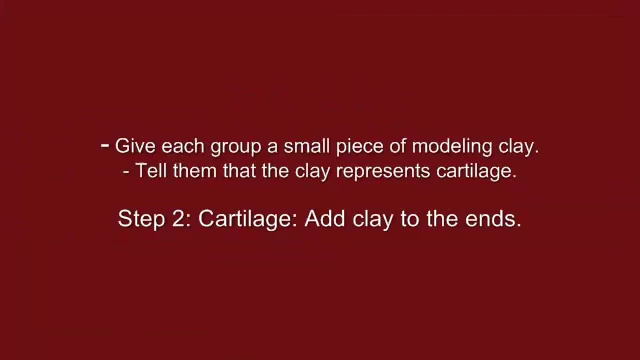 - Give each group a small piece of modeling clay.
- Tell them that the clay represents cartilage.
Step 2: Cartilage: Add clay to the ends.